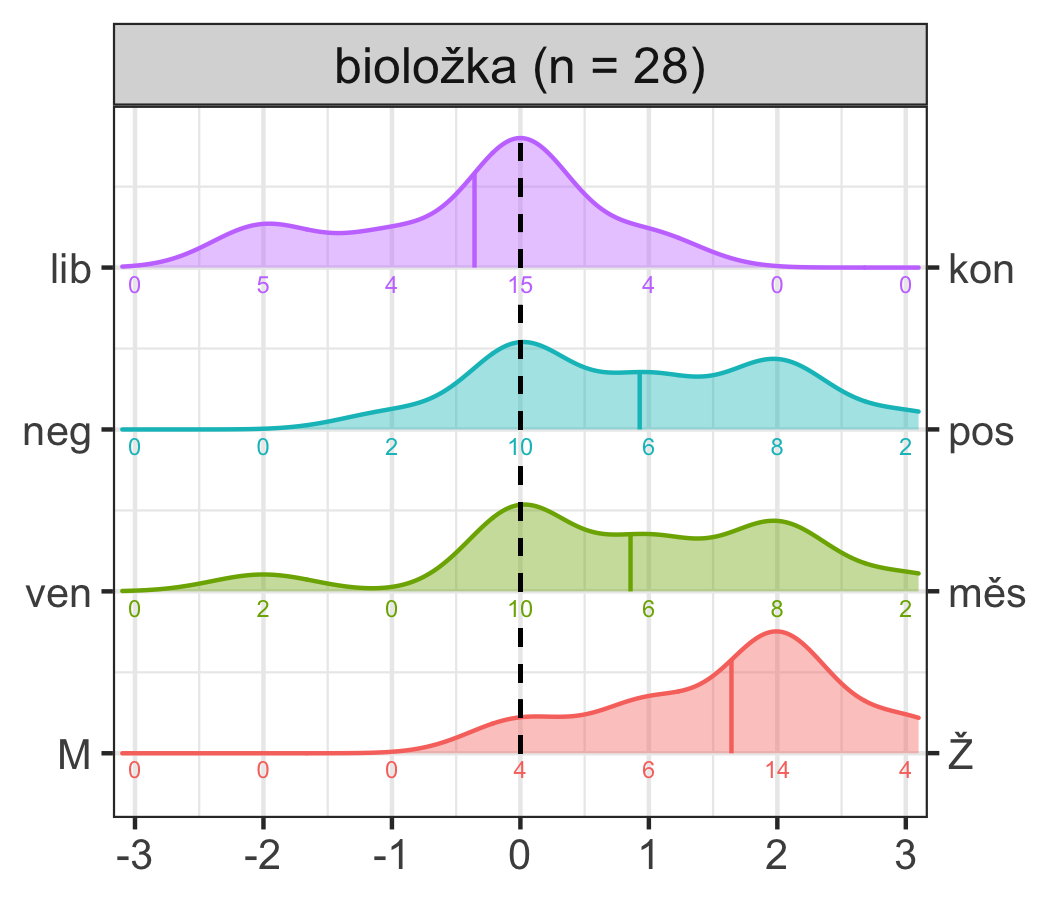 bioložka (n = 28)
lib kon
0 5 4 15 4 0 0
neg pos
0 0 2 10 6 8 2
ven měs
0 2 0 10 6 8 2
M Ž
0 0 0 4 6 14 4
-3 -2 -1 0 1 2 3